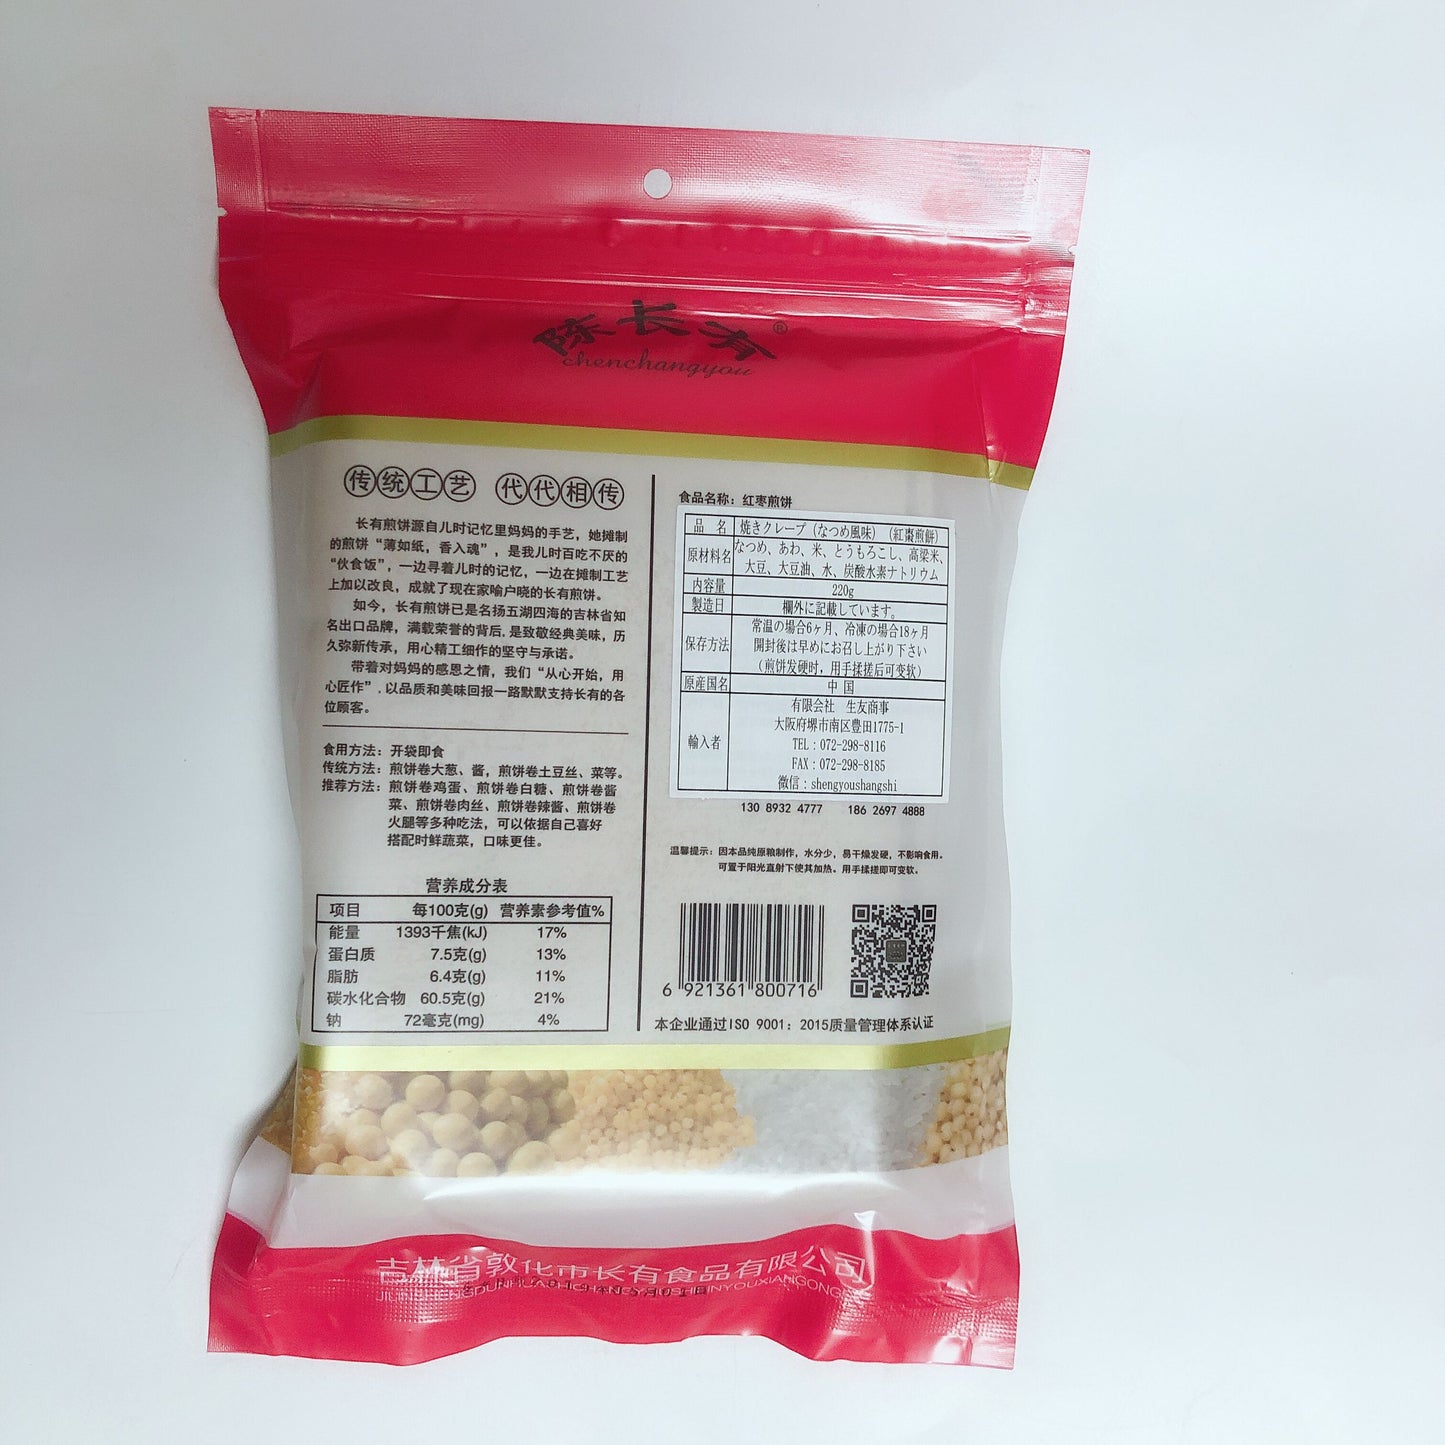 陈长有®
chenchangyou
传统工艺 代代相传
长有煎饼源自儿时记忆里妈妈的手艺，她摊制
的煎饼“薄如纸，香入魂”，是我儿时百吃不厌的
“伙食饭”，一边寻着儿时的记忆，一边在摊制工艺
上加以改良，成就了现在家喻户晓的长有煎饼。
如今，长有煎饼已是名扬五湖四海的吉林省知
名出口品牌，满载荣誉的背后，是致敬经典美味，历
久弥新传承，用心精工细作的坚守与承诺。
带着对妈妈的感恩之情，我们“从心开始，用
心匠作”，以品质和美味回报一路默默支持长有的各
位顾客。
食用方法：开袋即食
传统方法：煎饼卷大葱、酱，煎饼卷土豆丝、菜等。
推荐方法：煎饼卷鸡蛋、煎饼卷白糖、煎饼卷酱
菜、煎饼卷肉丝、煎饼卷辣酱、煎饼卷
火腿等多种吃法，可以依据自己喜好
搭配时鲜蔬菜，口味更佳。
营养成分表
项目 每100克(g) 营养素参考值%
能量 1393千焦(kJ) 17%
蛋白质 7.5克(g) 13%
脂肪 6.4克(g) 11%
碳水化合物 60.5克(g) 21%
钠 72毫克(mg) 4%
食品名称：红枣煎饼
品 名 焼きクレープ（なつめ風味）（紅棗煎餅）
原材料名 なつめ、あわ、米、とうもろこし、高粱米、
大豆、大豆油、水、炭酸水素ナトリウム
内容量 220g
製造日 欄外に記載しています。
保存方法 常温の場合6ヶ月、冷凍の場合18ヶ月
開封後は早めにお召し上がり下さい
（煎饼发硬时，用手揉搓后可变软）
原産国名 中 国
輸入者 有限会社 生友商事
大阪府堺市南区豊田1775-1
TEL：072-298-8116
FAX：072-298-8185
微信：shengyoushangshi
130 8932 4777 186 2697 4888
温馨提示：因本品纯原粮制作，水分少，易干燥发硬，不影响食用。
可置于阳光直射下使其加热。用手揉搓即可变软。
6 921361 800716
本企业通过ISO 9001：2015质量管理体系认证
吉林省敦化市长有食品有限公司